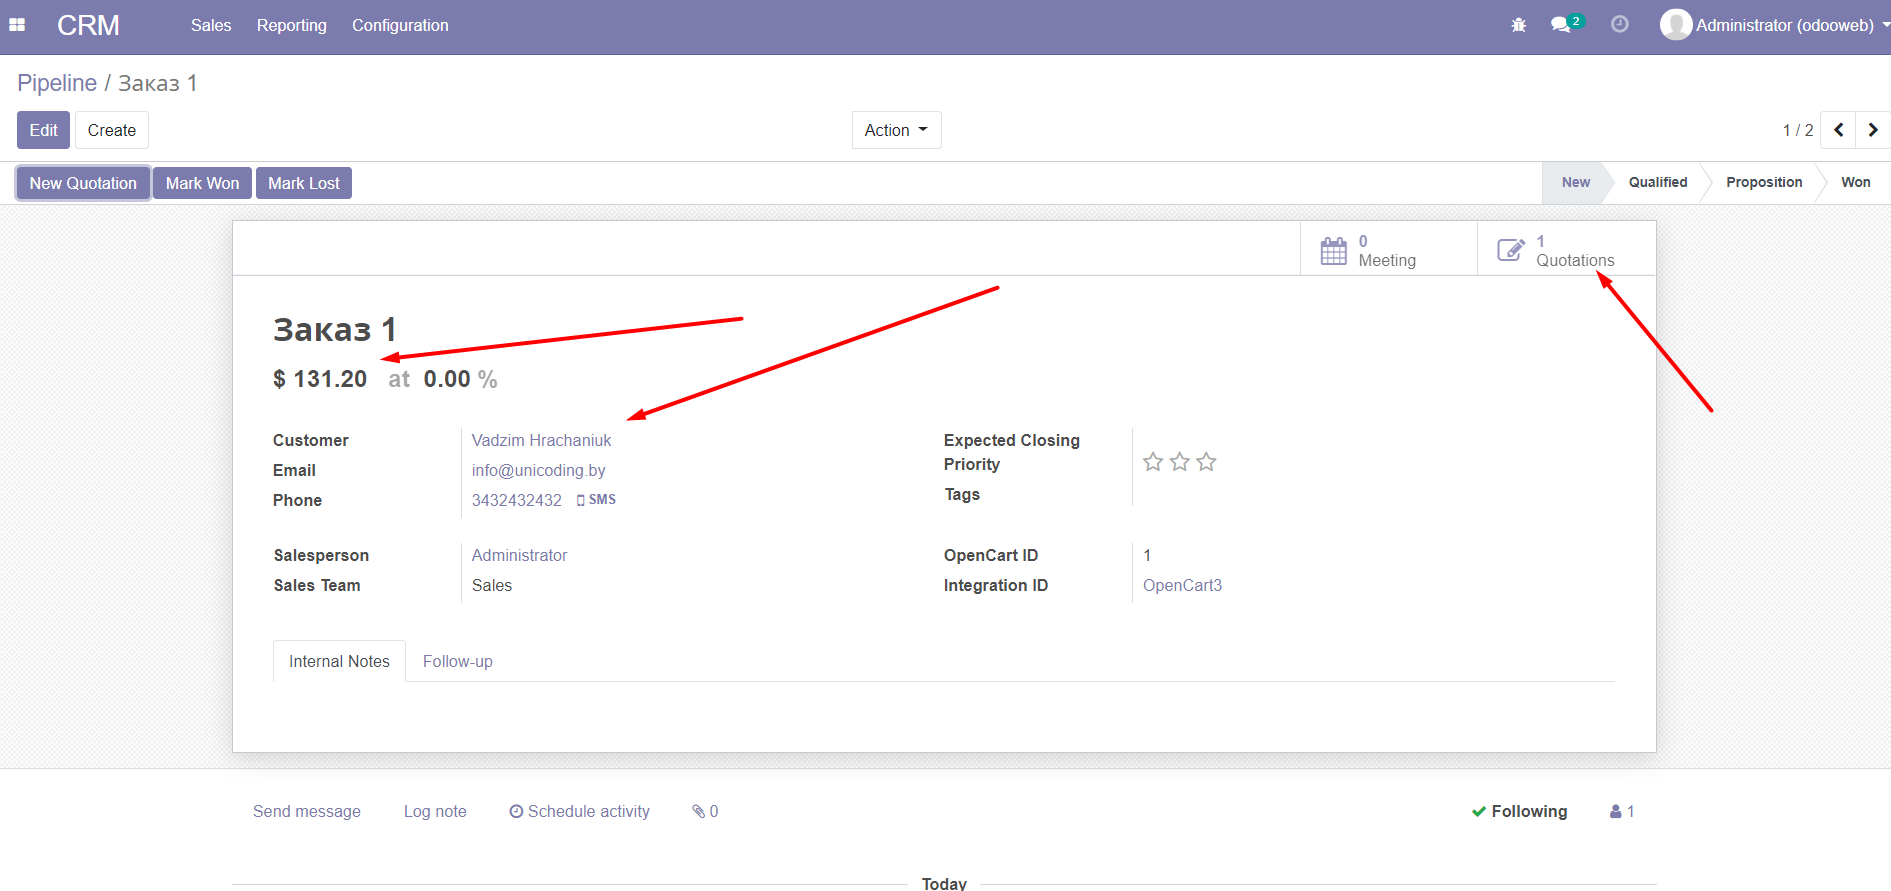 CRM Sales Reporting Configuration 2 Administrator (odooweb)
Pipeline / Заказ 1
Edit Create Action 1 / 2
New Quotation Mark Won Mark Lost New Qualified Proposition Won
0 Meeting
1 Quotations
Заказ 1
$ 131.20 at 0.00 %
Customer Vadzim Hrachaniuk
Email info@unicoding.by
Phone 3432432432 SMS
Expected Closing
Priority
Tags
Salesperson Administrator
Sales Team Sales
OpenCart ID 1
Integration ID OpenCart3
Internal Notes Follow-up
Send message Log note Schedule activity 0 Following 1
Today